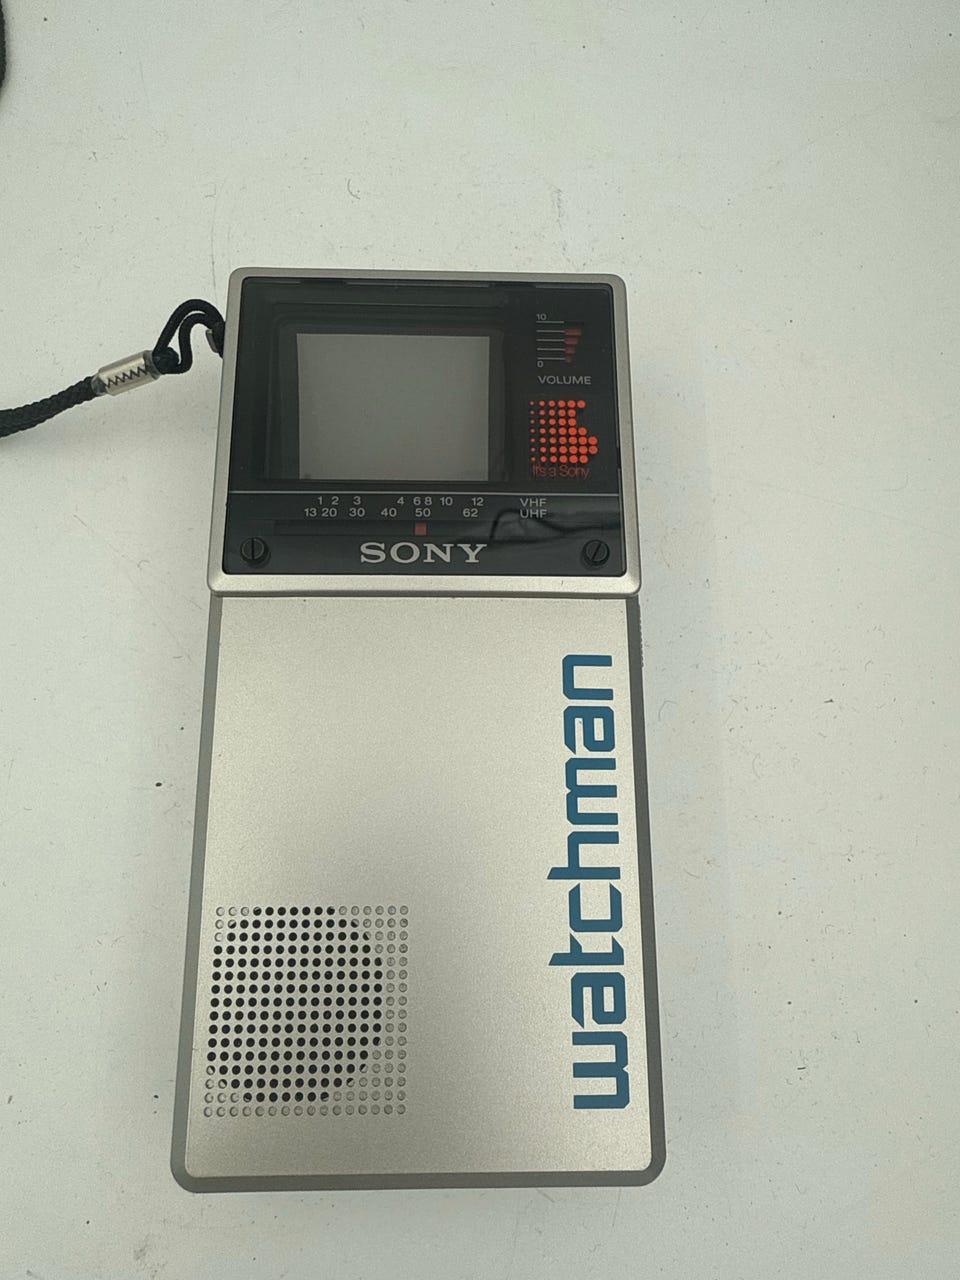 10
0
VOLUME
It's a Sony
1 2 3 4 6 8 10 12 VHF
13 20 30 40 50 62 UHF
SONY
watchman